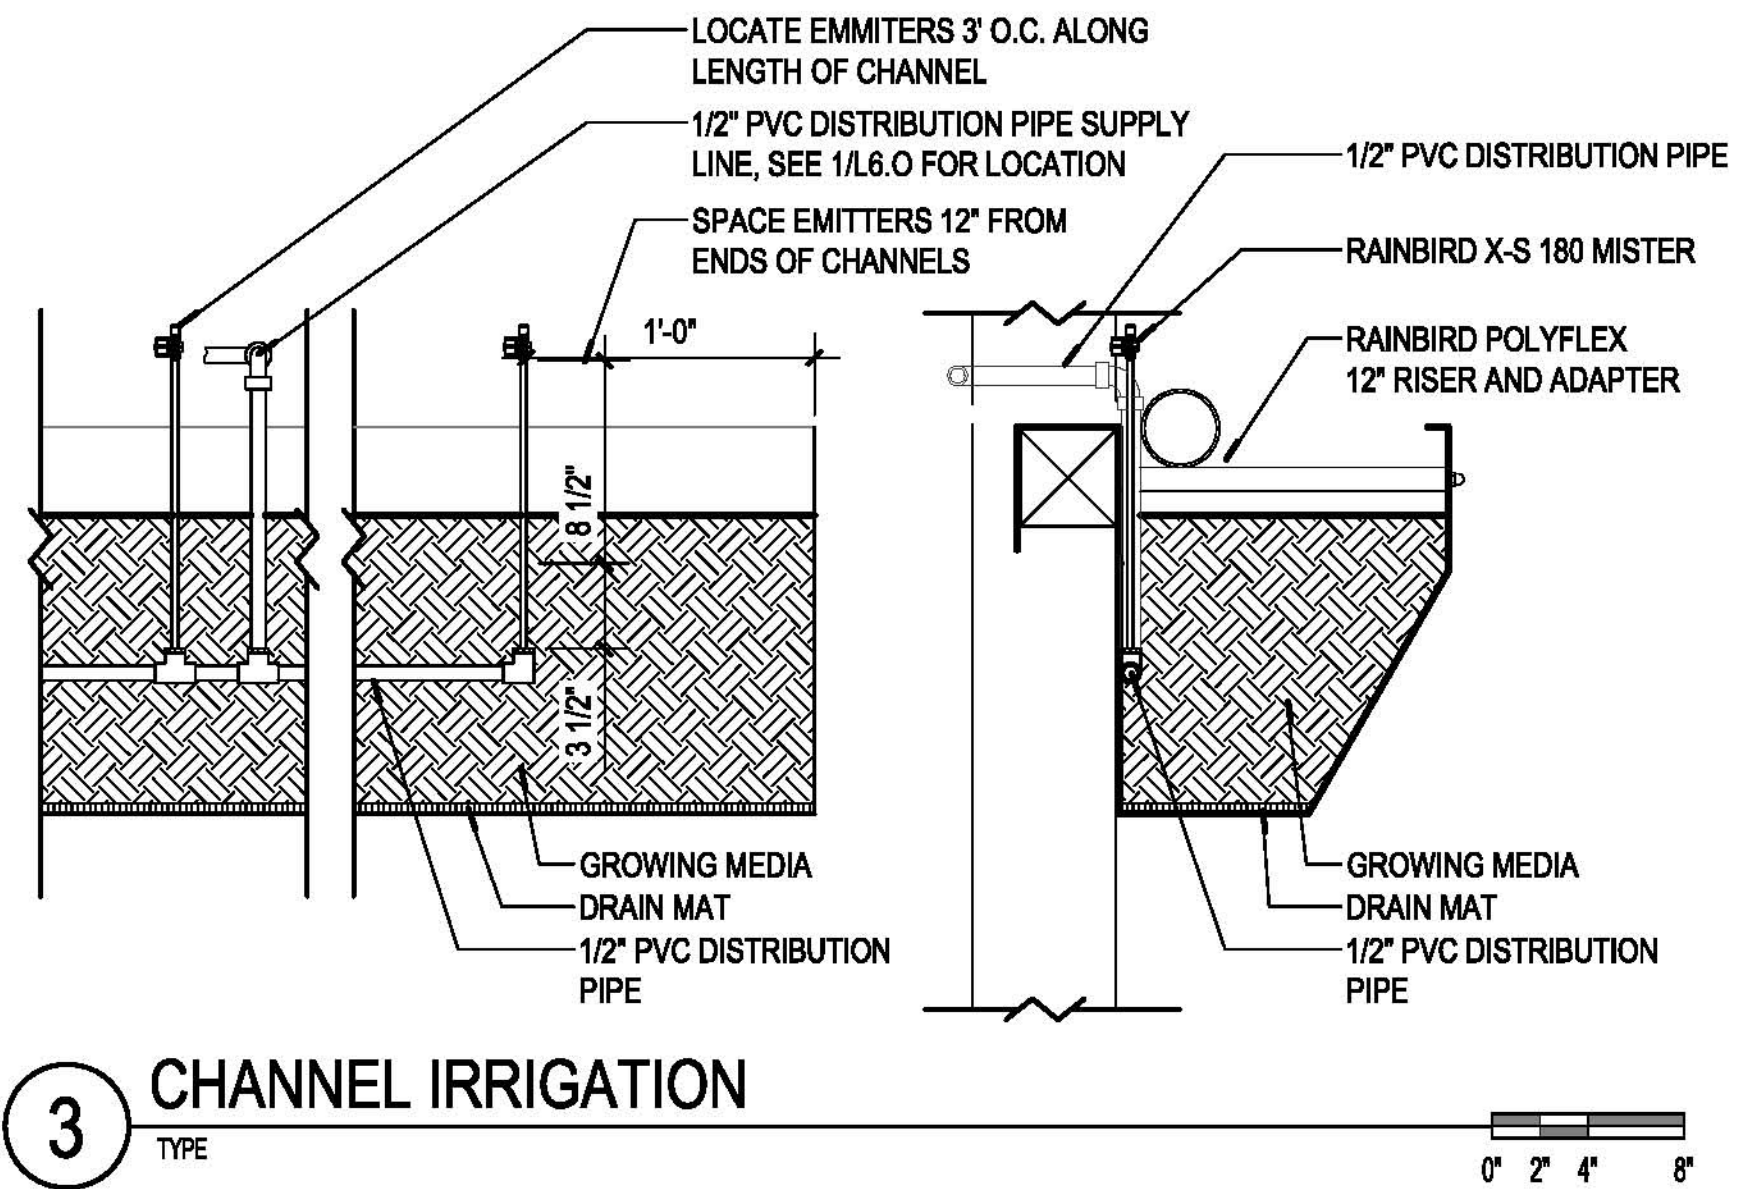 LOCATE EMMITERS 3' O.C. ALONG
LENGTH OF CHANNEL
1/2" PVC DISTRIBUTION PIPE SUPPLY
LINE, SEE 1/L6.O FOR LOCATION
SPACE EMITTERS 12" FROM
ENDS OF CHANNELS
1'-0"
8 1/2"
3 1/2"
GROWING MEDIA
DRAIN MAT
1/2" PVC DISTRIBUTION
PIPE
1/2" PVC DISTRIBUTION PIPE
RAINBIRD X-S 180 MISTER
RAINBIRD POLYFLEX
12" RISER AND ADAPTER
GROWING MEDIA
DRAIN MAT
1/2" PVC DISTRIBUTION
PIPE
3
CHANNEL IRRIGATION
TYPE
0" 2" 4" 8"